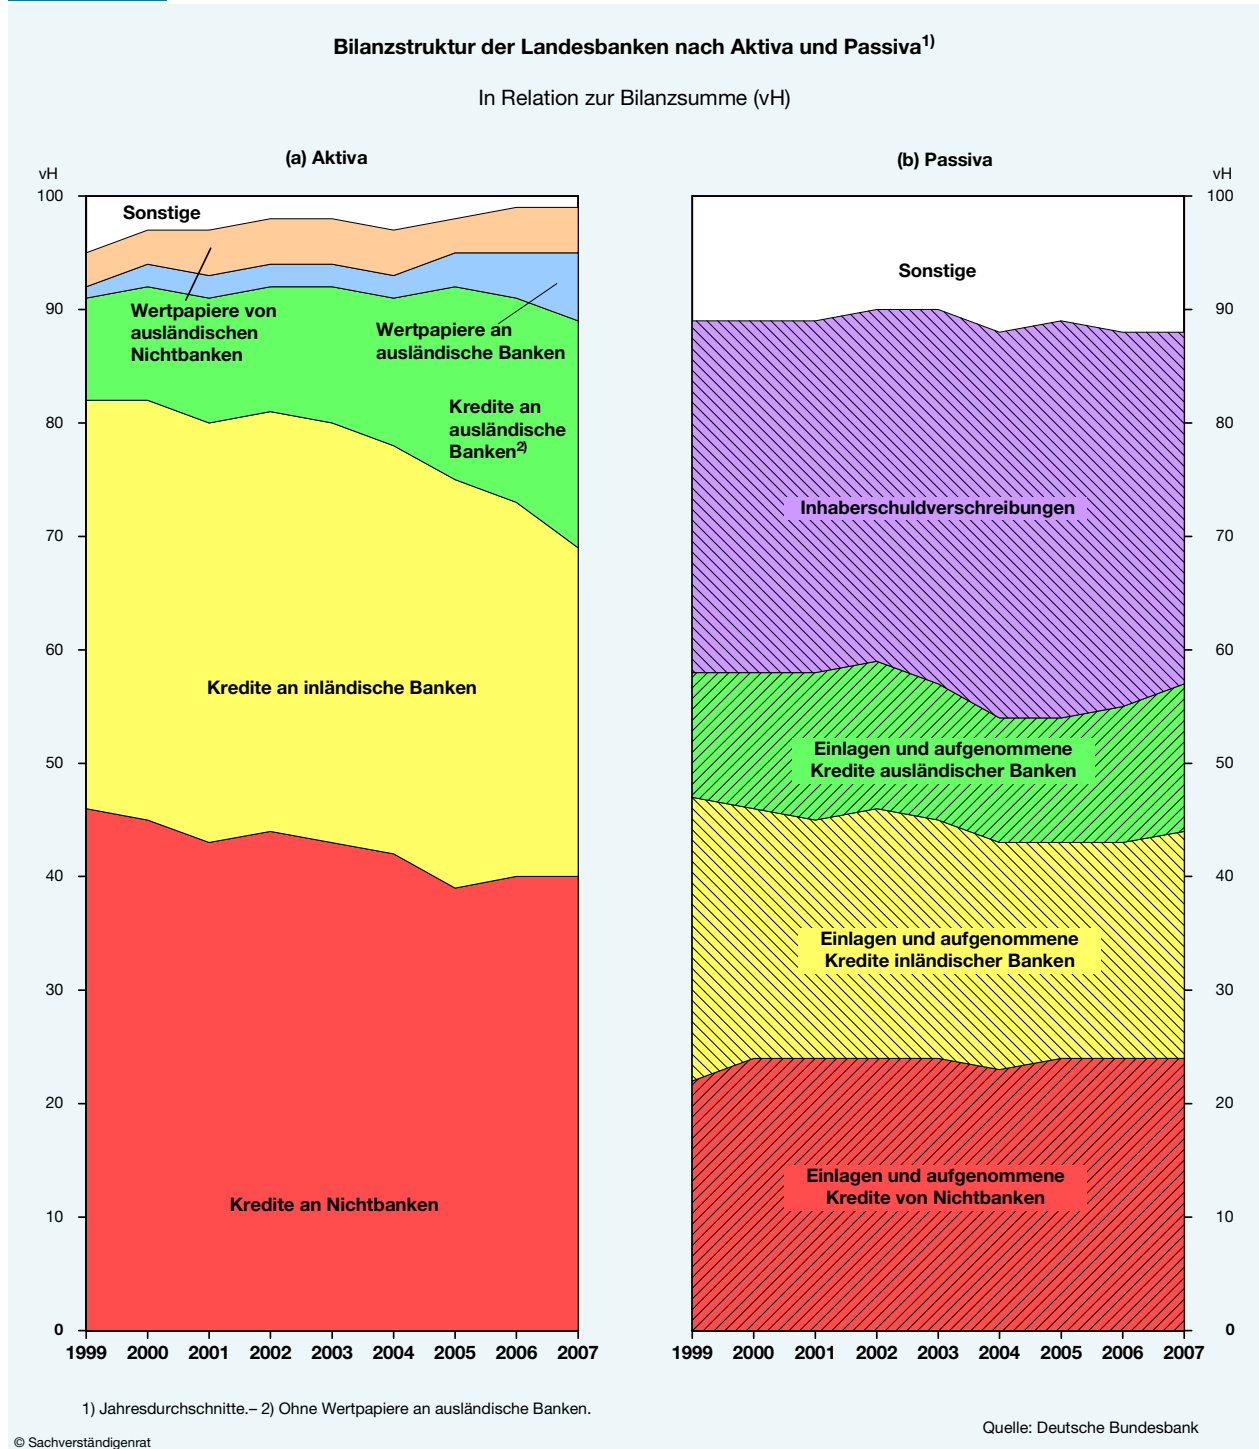 Bilanzstruktur der Landesbanken nach Aktiva und Passiva1)
In Relation zur Bilanzsumme (vH)
(a) Aktiva
vH
100
90
80
70
60
50
40
30
20
10
0
Sonstige
Wertpapiere von
ausländischen
Nichtbanken
Wertpapiere an
ausländische Banken
Kredite an
ausländische
Banken2)
Kredite an inländische Banken
Kredite an Nichtbanken
1999 2000 2001 2002 2003 2004 2005 2006 2007
(b) Passiva
vH
100
90
80
70
60
50
40
30
20
10
0
Sonstige
Inhaberschuldverschreibungen
Einlagen und aufgenommene
Kredite ausländischer Banken
Einlagen und aufgenommene
Kredite inländischer Banken
Einlagen und aufgenommene
Kredite von Nichtbanken
1999 2000 2001 2002 2003 2004 2005 2006 2007
1) Jahresdurchschnitte.– 2) Ohne Wertpapiere an ausländische Banken.
Quelle: Deutsche Bundesbank
© Sachverständigenrat